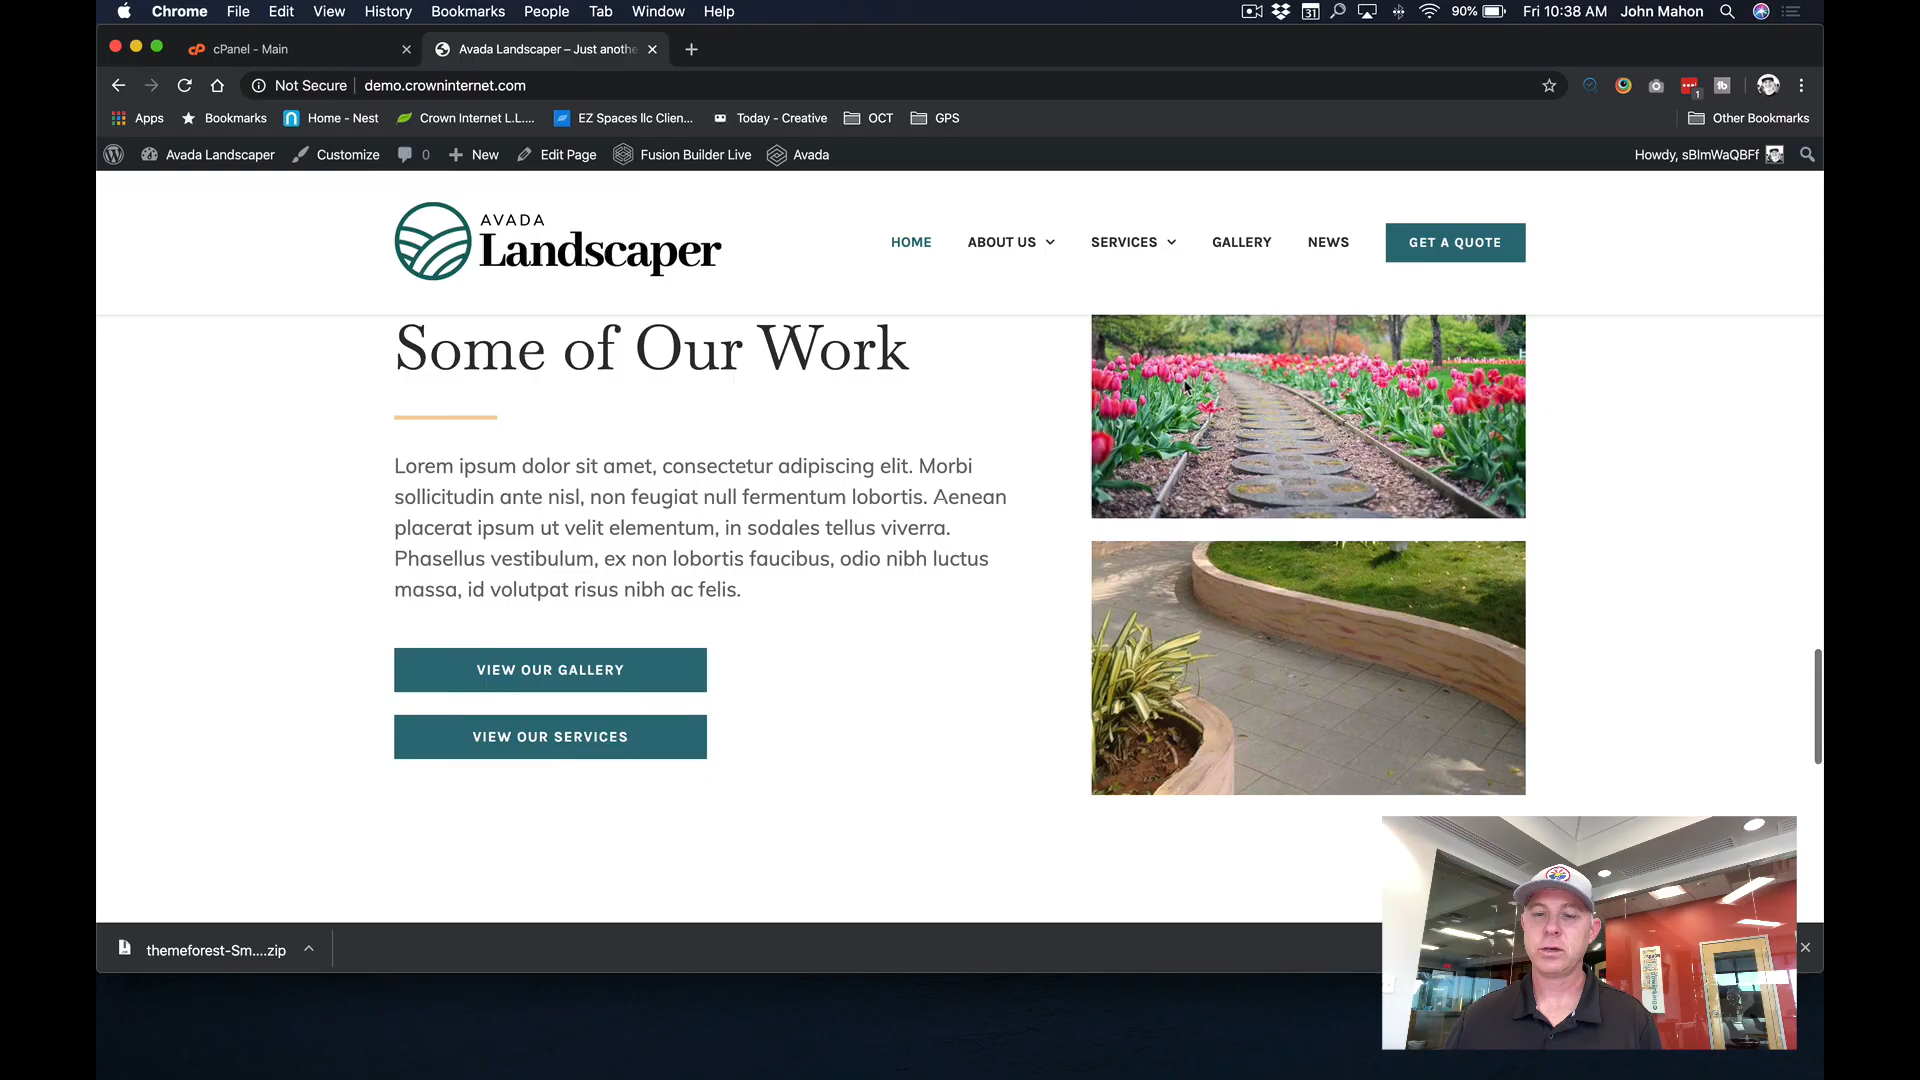 Chrome File Edit View History Bookmarks People Tab Window Help
31 90% Fri 10:38 AM John Mahon
cPanel - Main
Avada Landscaper – Just anothe
Not Secure demo.crowninternet.com
Apps Bookmarks Home - Nest Crown Internet L.L.... EZ Spaces llc Clien... Today - Creative OCT GPS Other Bookmarks
Avada Landscaper Customize 0 New Edit Page Fusion Builder Live Avada Howdy, sBlmWaQBFf
AVADA
Landscaper
HOME ABOUT US SERVICES GALLERY NEWS GET A QUOTE
Some of Our Work
Lorem ipsum dolor sit amet, consectetur adipiscing elit. Morbi
sollicitudin ante nisl, non feugiat null fermentum lobortis. Aenean
placerat ipsum ut velit elementum, in sodales tellus viverra.
Phasellus vestibulum, ex non lobortis faucibus, odio nibh luctus
massa, id volutpat risus nibh ac felis.
VIEW OUR GALLERY
VIEW OUR SERVICES
themeforest-Sm....zip